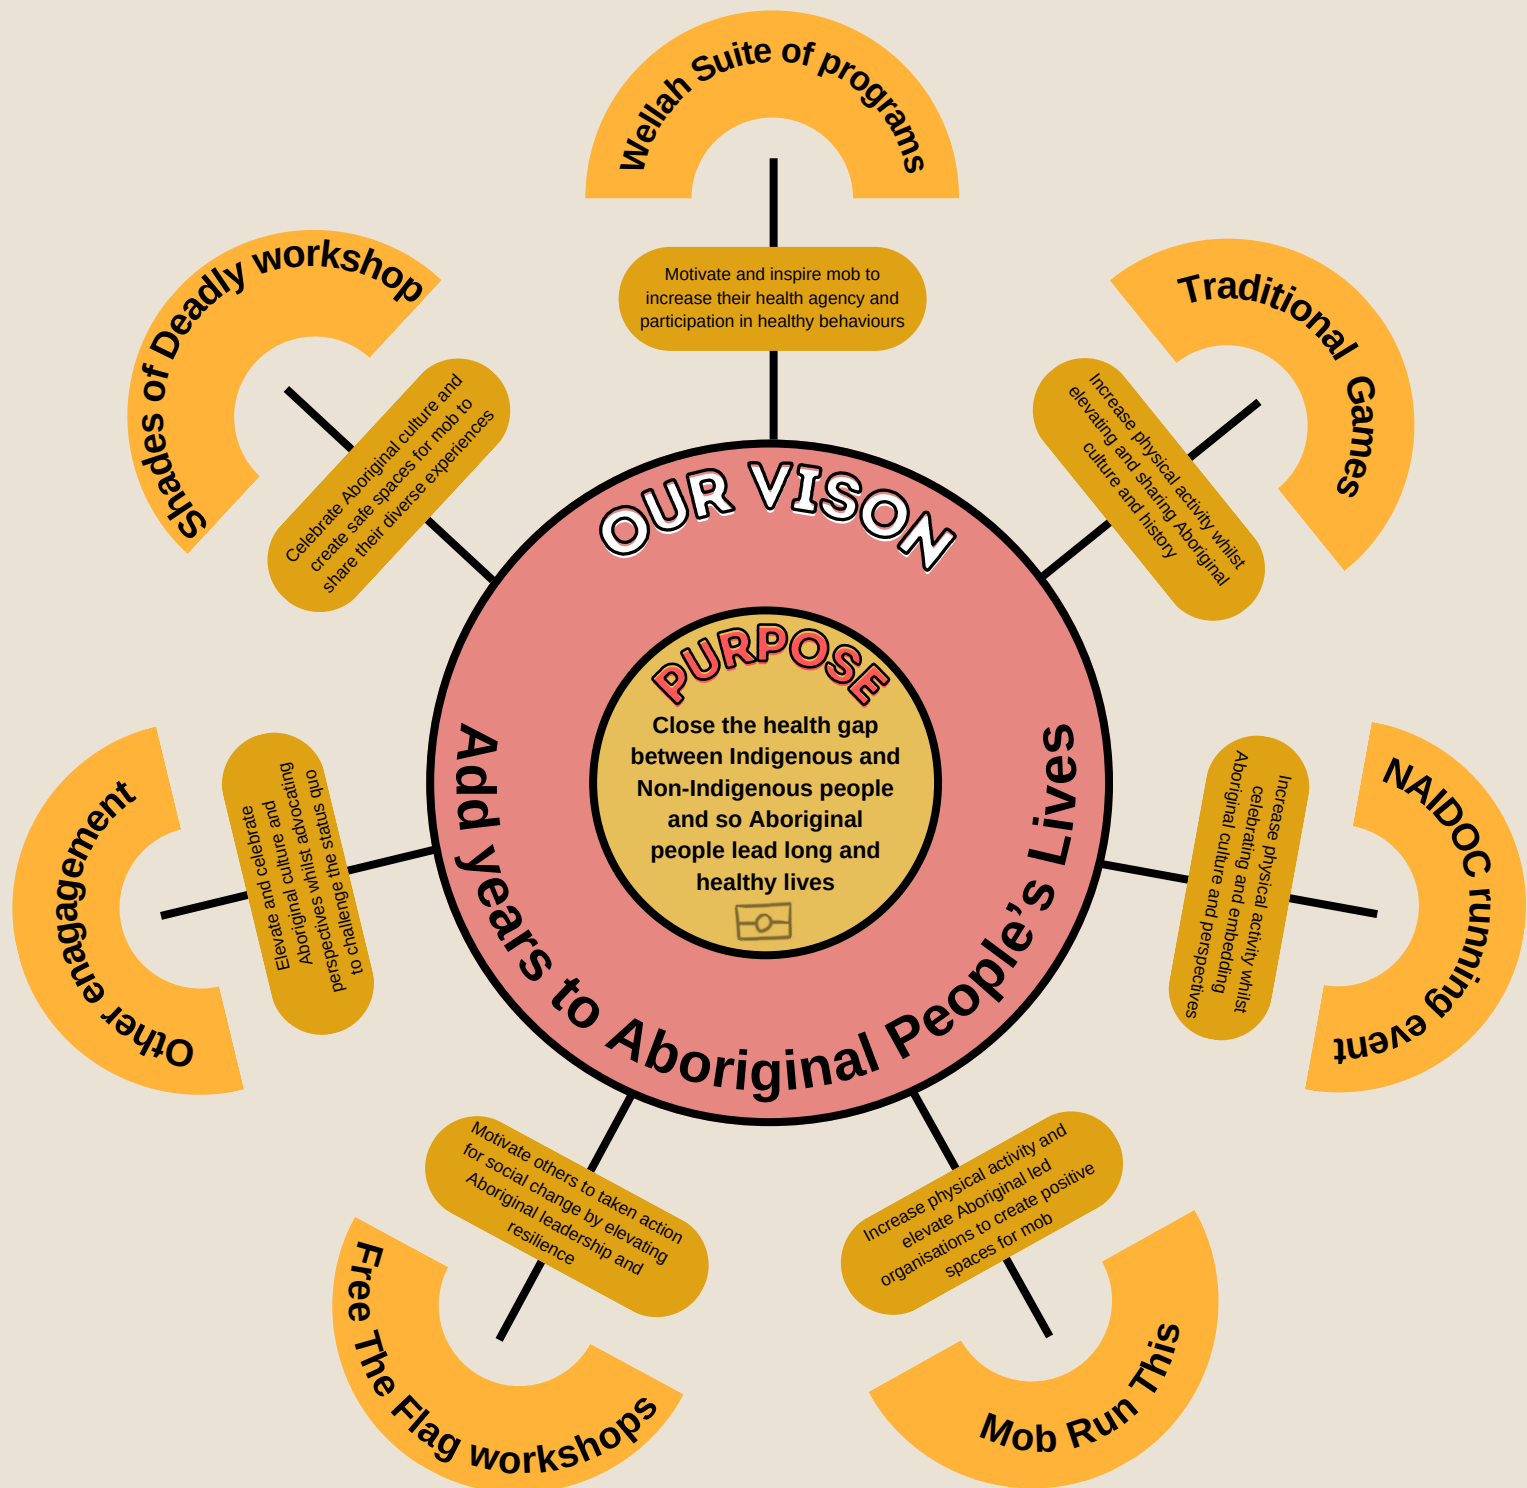 Wellah Suite of programs
Motivate and inspire mob to
increase their health agency and
participation in healthy behaviours
Traditional Games
Increase physical activity whilst
elevating and sharing Aboriginal
culture and history
NAIDOC running event
Increase physical activity whilst
celebrating and embedding
Aboriginal culture and perspectives
Mob Run This
Increase physical activity and
elevate Aboriginal led
organisations to create positive
spaces for mob
Free The Flag workshops
Motivate others to taken action
for social change by elevating
Aboriginal leadership and
resilience
Other engagement
Elevate and celebrate
Aboriginal culture and
perspectives whilst advocating
to challenge the status quo
Shades of Deadly workshop
Celebrate Aboriginal culture and
create safe spaces for mob to
share their diverse experiences
OUR VISON
Add years to Aboriginal People's Lives
PURPOSE
Close the health gap
between Indigenous and
Non-Indigenous people
and so Aboriginal
people lead long and
healthy lives